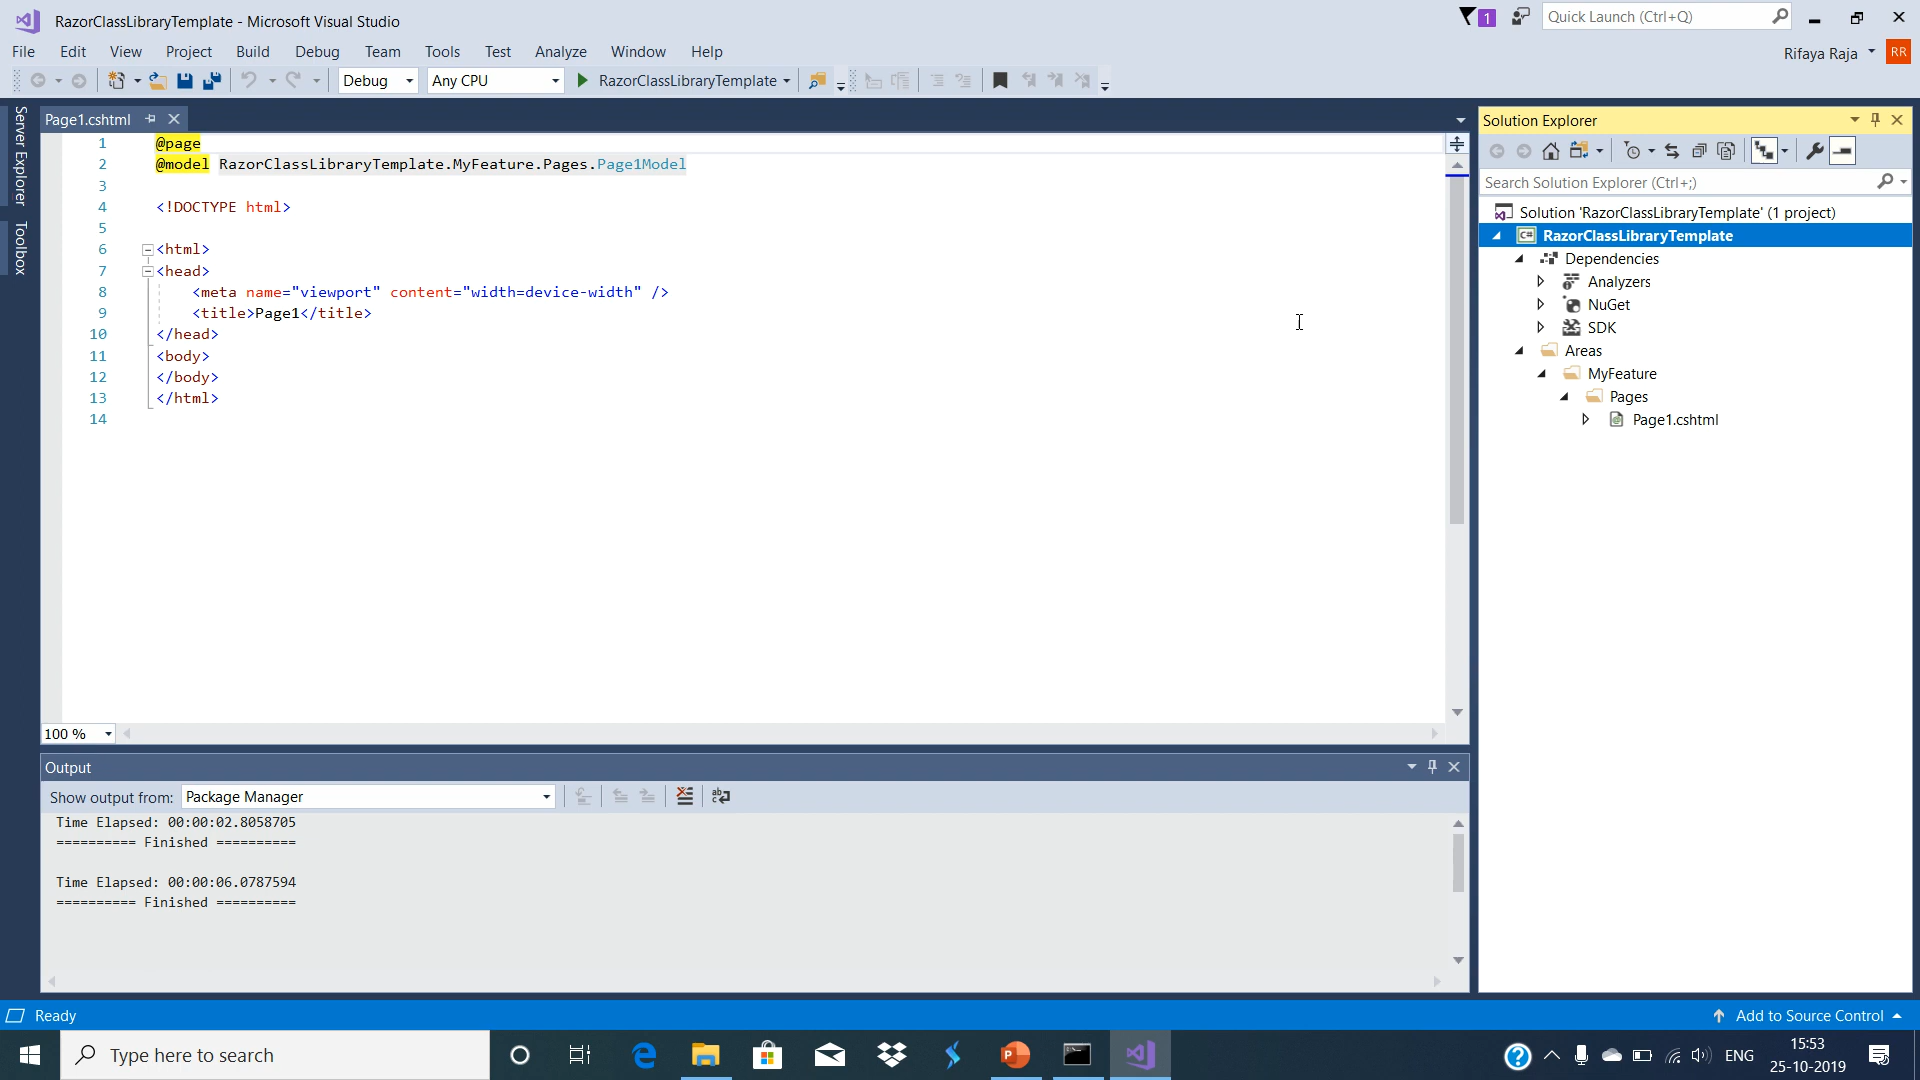 RazorClassLibraryTemplate - Microsoft Visual Studio
1
Quick Launch (Ctrl+Q)
File Edit View Project Build Debug Team Tools Test Analyze Window Help
Rifaya Raja RR
Debug Any CPU RazorClassLibraryTemplate
Server Explorer
Toolbox
Page1.cshtml
1 @page
2 @model RazorClassLibraryTemplate.MyFeature.Pages.Page1Model
3
4 <!DOCTYPE html>
5
6 <html>
7 <head>
8 <meta name="viewport" content="width=device-width" />
9 <title>Page1</title>
10 </head>
11 <body>
12 </body>
13 </html>
14
100 %
Output
Show output from: Package Manager
Time Elapsed: 00:00:02.8058705
========== Finished ==========
Time Elapsed: 00:00:06.0787594
========== Finished ==========
Solution Explorer
Search Solution Explorer (Ctrl+;)
Solution 'RazorClassLibraryTemplate' (1 project)
C# RazorClassLibraryTemplate
Dependencies
Analyzers
NuGet
SDK
Areas
MyFeature
Pages
Page1.cshtml
Ready
Add to Source Control
Type here to search
ENG
15:53
25-10-2019